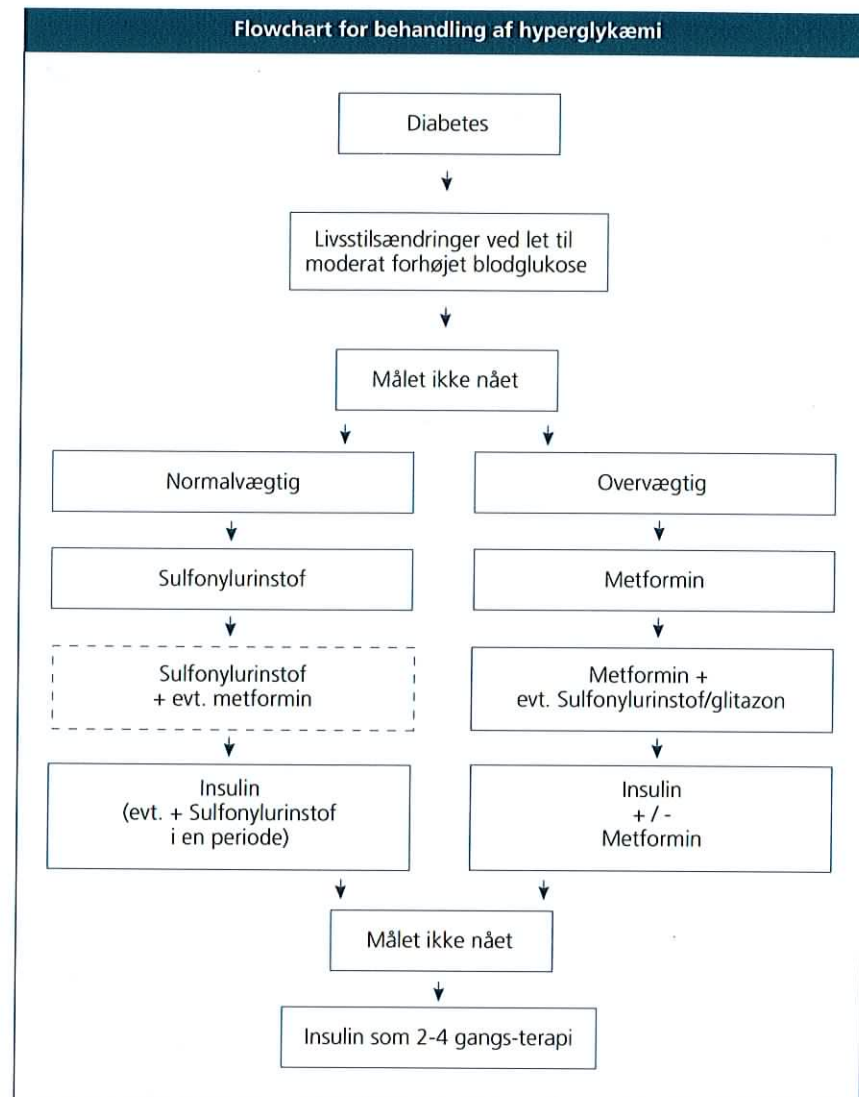 Flowchart for behandling af hyperglykæmi
Diabetes
Livsstilsændringer ved let til
moderat forhøjet blodglukose
Målet ikke nået
Normalvægtig
Overvægtig
Sulfonylurinstof
Metformin
Sulfonylurinstof
+ evt. metformin
Metformin +
evt. Sulfonylurinstof/glitazon
Insulin
(evt. + Sulfonylurinstof
i en periode)
Insulin
+ / -
Metformin
Målet ikke nået
Insulin som 2-4 gangs-terapi